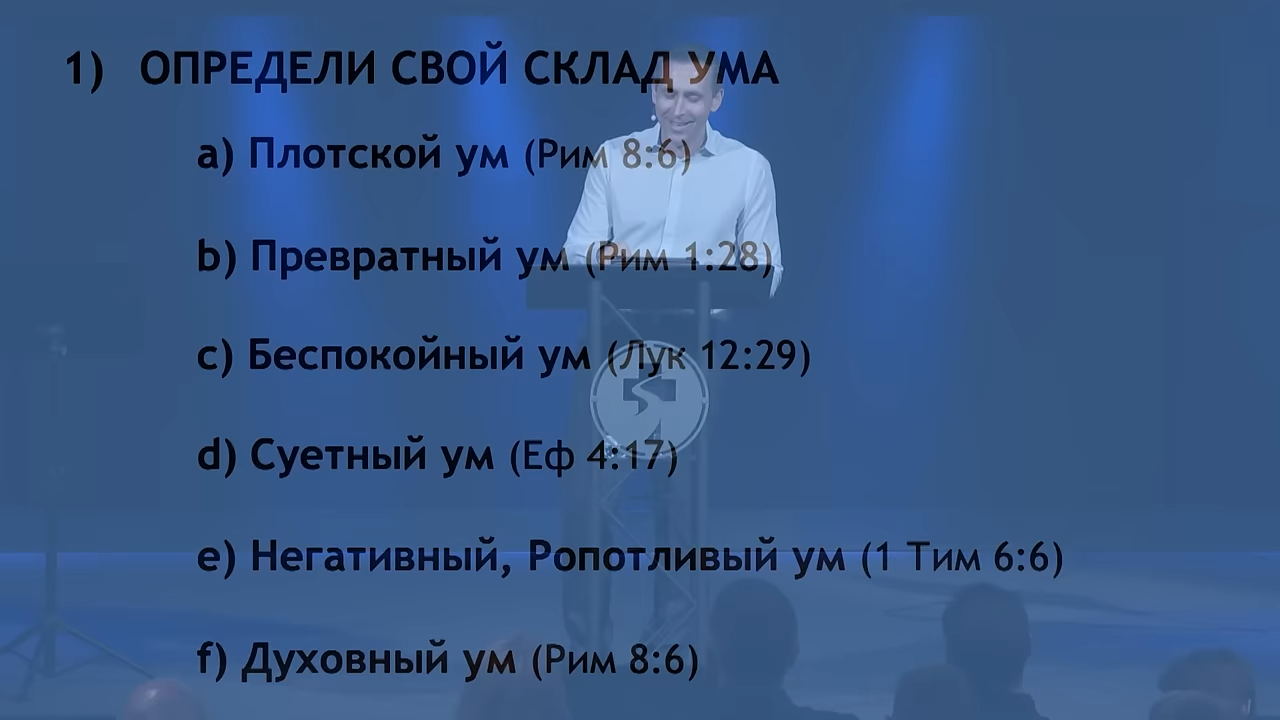 1) ОПРЕДЕЛИ СВОЙ СКЛАД УМА
a) Плотской ум (Рим 8:6)
b) Превратный ум (Рим 1:28)
c) Беспокойный ум (Лук 12:29)
d) Суетный ум (Еф 4:17)
e) Негативный, Ропотливый ум (1 Тим 6:6)
f) Духовный ум (Рим 8:6)